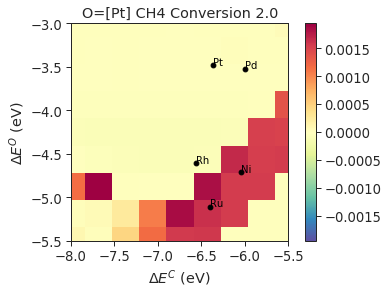 O=[Pt] CH4 Conversion 2.0
−3.0
−3.5
−4.0
−4.5
−5.0
−5.5
ΔE^O (eV)
Pt
Pd
Rh
Ni
Ru
−8.0 −7.5 −7.0 −6.5 −6.0 −5.5
ΔE^C (eV)
0.0015
0.0010
0.0005
0.0000
−0.0005
−0.0010
−0.0015